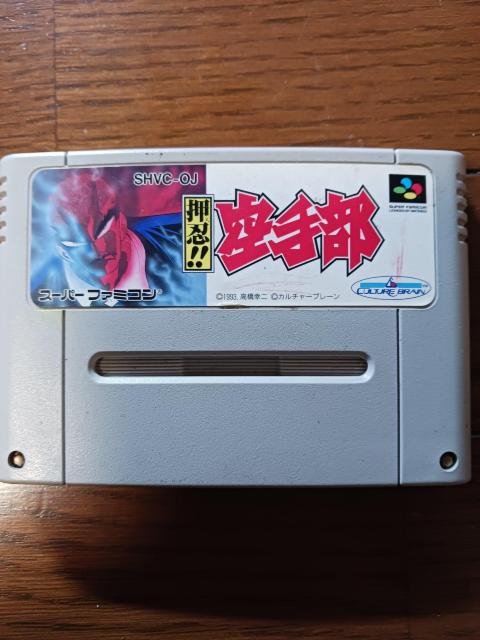 SHVC-OJ
押忍!!
空手部
SUPER FAMICOM
LICENSED BY NINTENDO
スーパーファミコン
©1993. 高橋幸二 ©カルチャーブレーン
CULTURE BRAIN